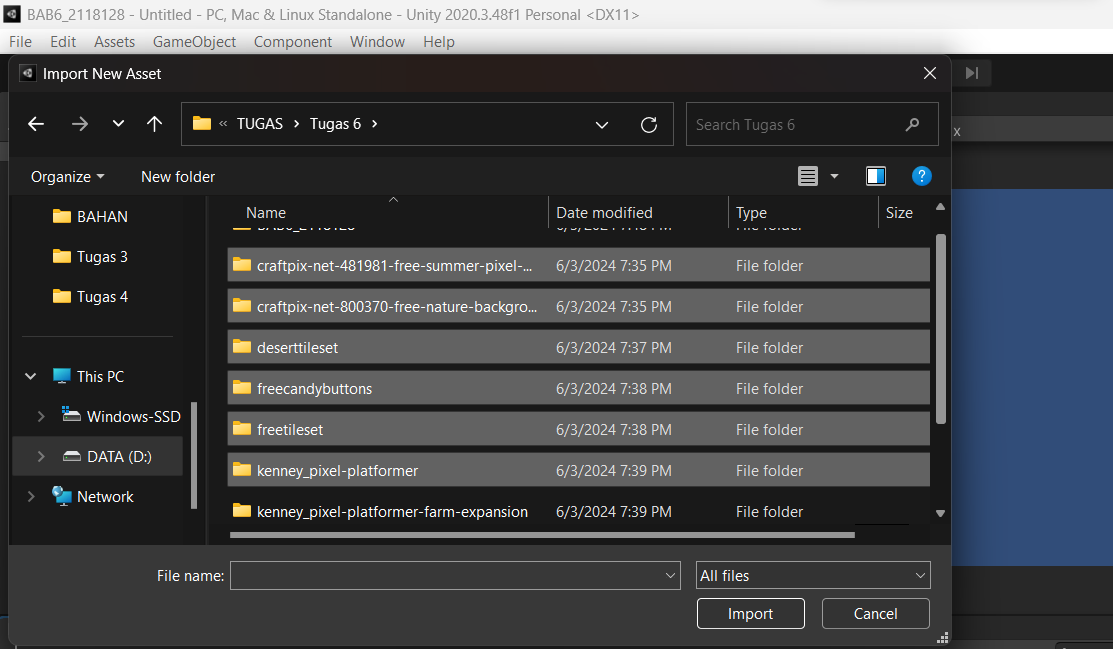 BAB6_2118128 - Untitled - PC, Mac & Linux Standalone - Unity 2020.3.48f1 Personal <DX11>
File Edit Assets GameObject Component Window Help
Import New Asset
« TUGAS > Tugas 6 >
Search Tugas 6
Organize New folder
?
BAHAN
Tugas 3
Tugas 4
This PC
Windows-SSD
DATA (D:)
Network
Name Date modified Type Size
BAB6_2118128 File folder
craftpix-net-481981-free-summer-pixel-... 6/3/2024 7:35 PM File folder
craftpix-net-800370-free-nature-backgro... 6/3/2024 7:35 PM File folder
deserttileset 6/3/2024 7:37 PM File folder
freecandybuttons 6/3/2024 7:38 PM File folder
freetileset 6/3/2024 7:38 PM File folder
kenney_pixel-platformer 6/3/2024 7:39 PM File folder
kenney_pixel-platformer-farm-expansion 6/3/2024 7:39 PM File folder
x
File name: All files
Import Cancel